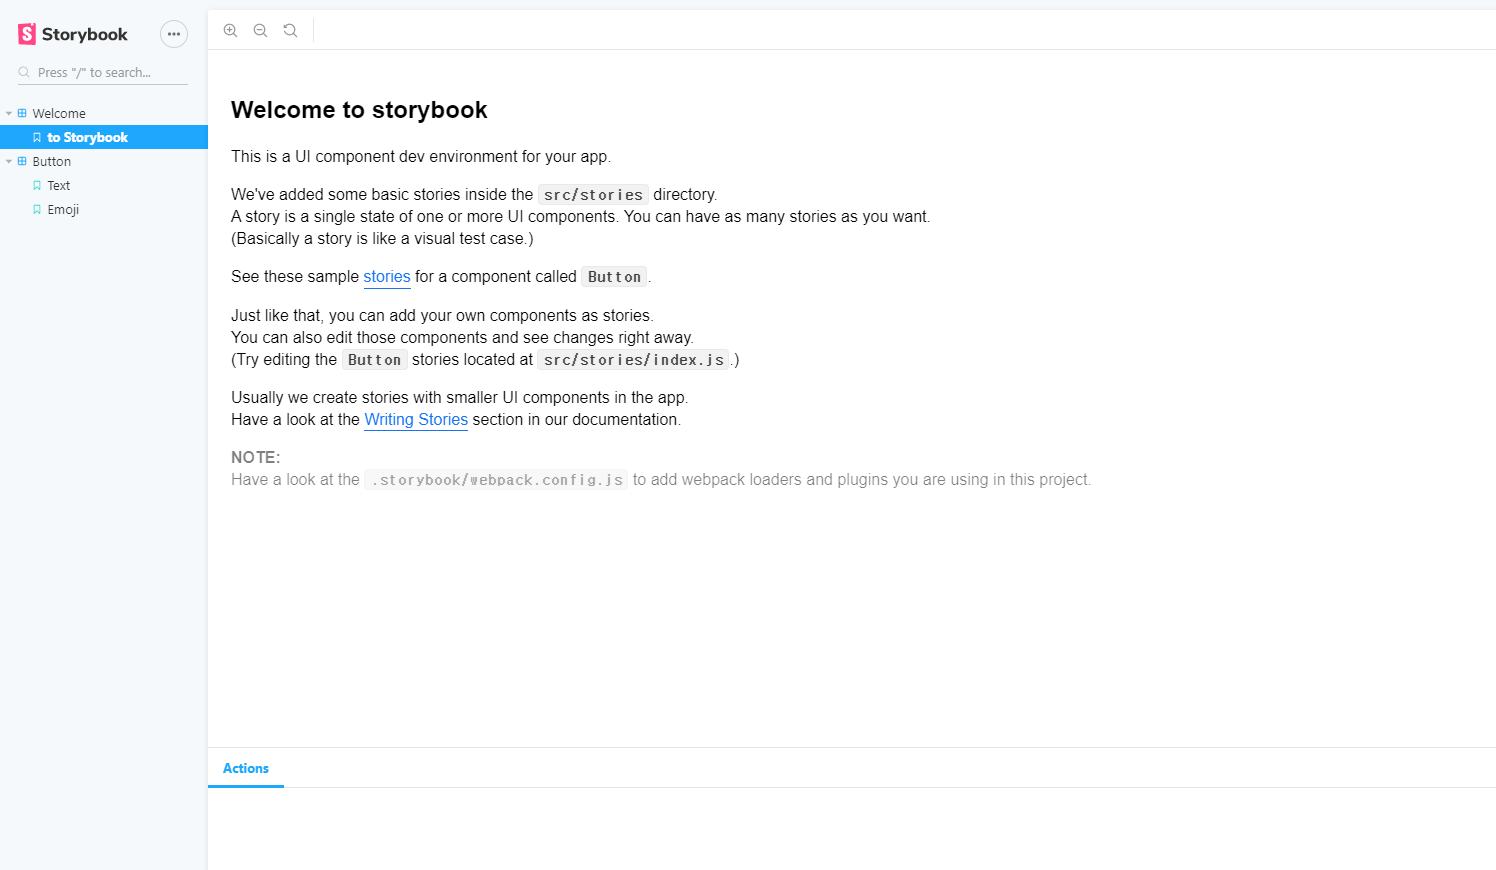 Storybook
Press "/" to search...
Welcome
to Storybook
Button
Text
Emoji
Welcome to storybook
This is a UI component dev environment for your app.
We've added some basic stories inside the src/stories directory.
A story is a single state of one or more UI components. You can have as many stories as you want.
(Basically a story is like a visual test case.)
See these sample stories for a component called Button.
Just like that, you can add your own components as stories.
You can also edit those components and see changes right away.
(Try editing the Button stories located at src/stories/index.js.)
Usually we create stories with smaller UI components in the app.
Have a look at the Writing Stories section in our documentation.
NOTE:
Have a look at the .storybook/webpack.config.js to add webpack loaders and plugins you are using in this project.
Actions